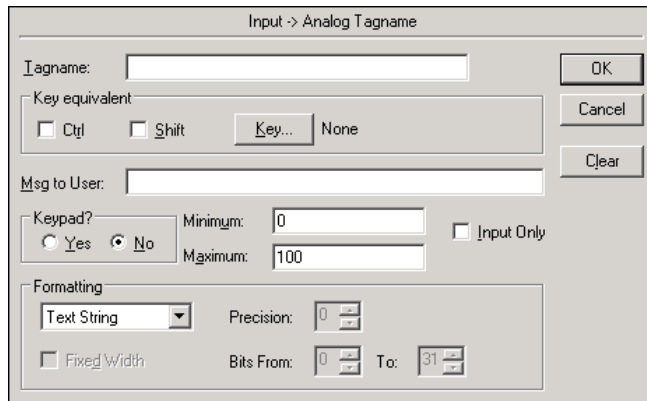 Input -> Analog Tagname
Tagname:
OK
Key equivalent
Ctrl
Shift
Key...
None
Cancel
Clear
Msg to User:
Keypad?
Yes
No
Minimum: 0
Maximum: 100
Input Only
Formatting
Text String
Precision: 0
Fixed Width
Bits From: 0 To: 31